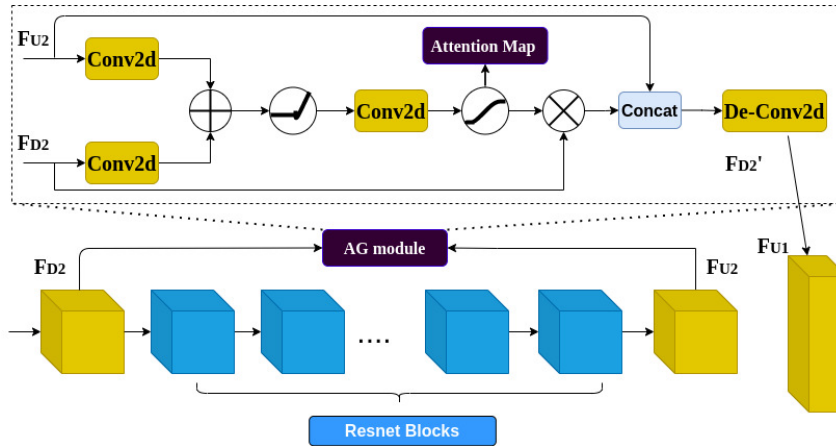 FU2
Conv2d
Attention Map
Conv2d
Concat
De-Conv2d
FD2
Conv2d
FD2'
AG module
FD2
FU2
FU1
....
Resnet Blocks